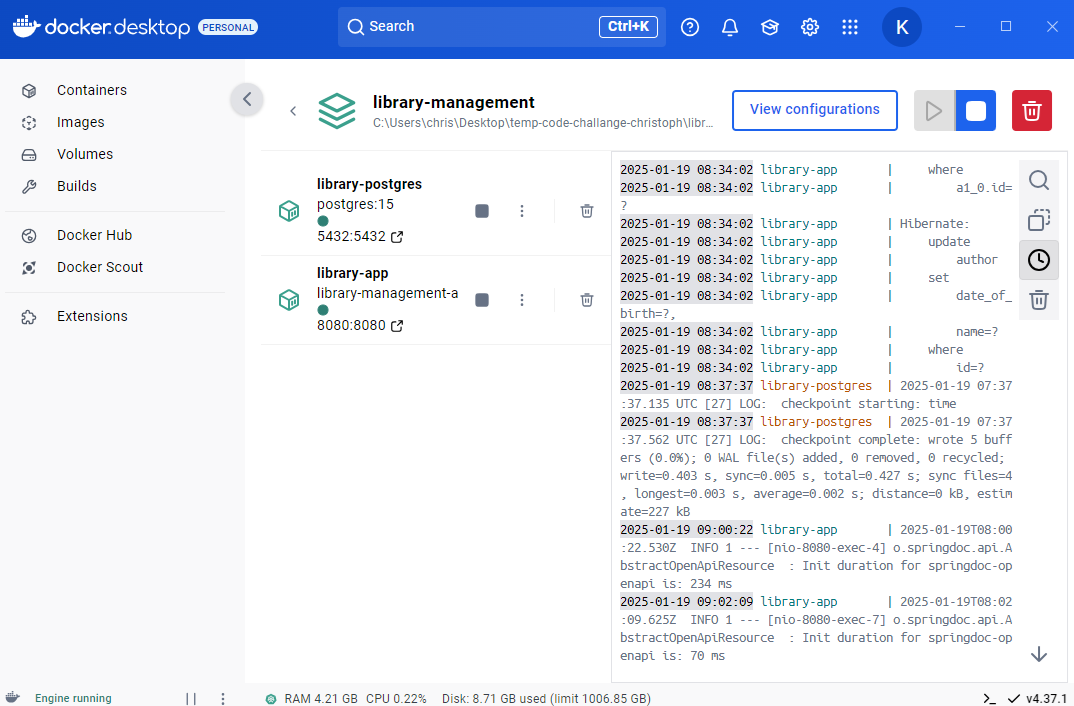 docker.desktop PERSONAL
Search Ctrl+K
K
Containers
Images
Volumes
Builds
Docker Hub
Docker Scout
Extensions
library-management
C:\Users\chris\Desktop\temp-code-challange-christoph\libr...
View configurations
library-postgres
postgres:15
5432:5432
library-app
library-management-a
8080:8080
2025-01-19 08:34:02 library-app | where
2025-01-19 08:34:02 library-app | a1_0.id=
?
2025-01-19 08:34:02 library-app | Hibernate:
2025-01-19 08:34:02 library-app | update
2025-01-19 08:34:02 library-app | author
2025-01-19 08:34:02 library-app | set
2025-01-19 08:34:02 library-app | date_of_
birth=?,
2025-01-19 08:34:02 library-app | name=?
2025-01-19 08:34:02 library-app | where
2025-01-19 08:34:02 library-app | id=?
2025-01-19 08:37:37 library-postgres | 2025-01-19 07:37
:37.135 UTC [27] LOG: checkpoint starting: time
2025-01-19 08:37:37 library-postgres | 2025-01-19 07:37
:37.562 UTC [27] LOG: checkpoint complete: wrote 5 buff
ers (0.0%); 0 WAL file(s) added, 0 removed, 0 recycled;
write=0.403 s, sync=0.005 s, total=0.427 s; sync files=4
, longest=0.003 s, average=0.002 s; distance=0 kB, estim
ate=227 kB
2025-01-19 09:00:22 library-app | 2025-01-19T08:00
:22.530Z INFO 1 --- [nio-8080-exec-4] o.springdoc.api.A
bstractOpenApiResource : Init duration for springdoc-op
enapi is: 234 ms
2025-01-19 09:02:09 library-app | 2025-01-19T08:02
:09.625Z INFO 1 --- [nio-8080-exec-7] o.springdoc.api.A
bstractOpenApiResource : Init duration for springdoc-op
enapi is: 70 ms
Engine running
RAM 4.21 GB CPU 0.22% Disk: 8.71 GB used (limit 1006.85 GB)
v4.37.1